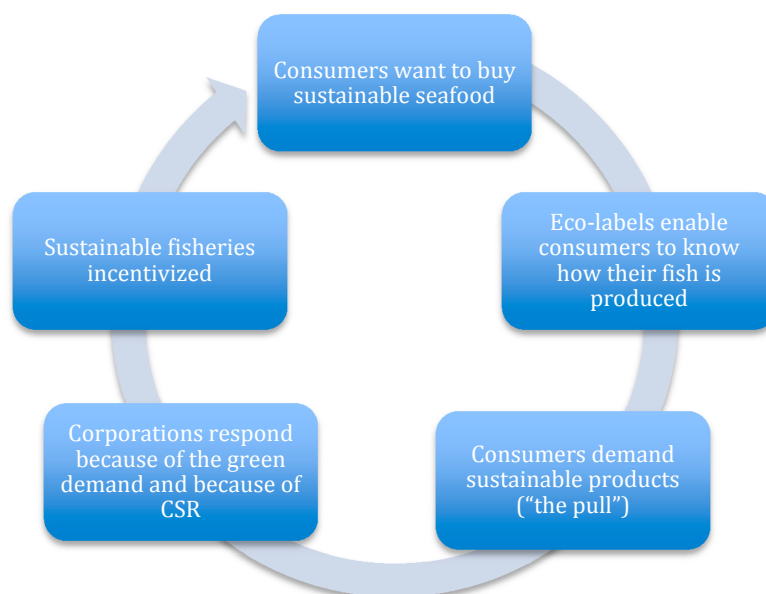 Consumers want to buy
sustainable seafood
Eco-labels enable
consumers to know
how their fish is
produced
Consumers demand
sustainable products
(“the pull”)
Corporations respond
because of the green
demand and because of
CSR
Sustainable fisheries
incentivized